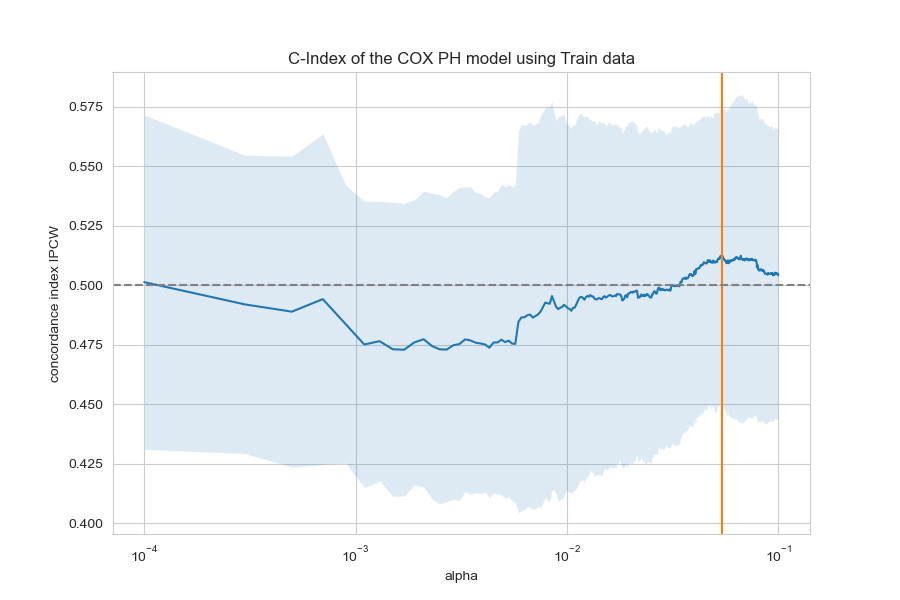 C-Index of the COX PH model using Train data
concordance index IPCW
0.575
0.550
0.525
0.500
0.475
0.450
0.425
0.400
10⁻⁴ 10⁻³ 10⁻² 10⁻¹
alpha